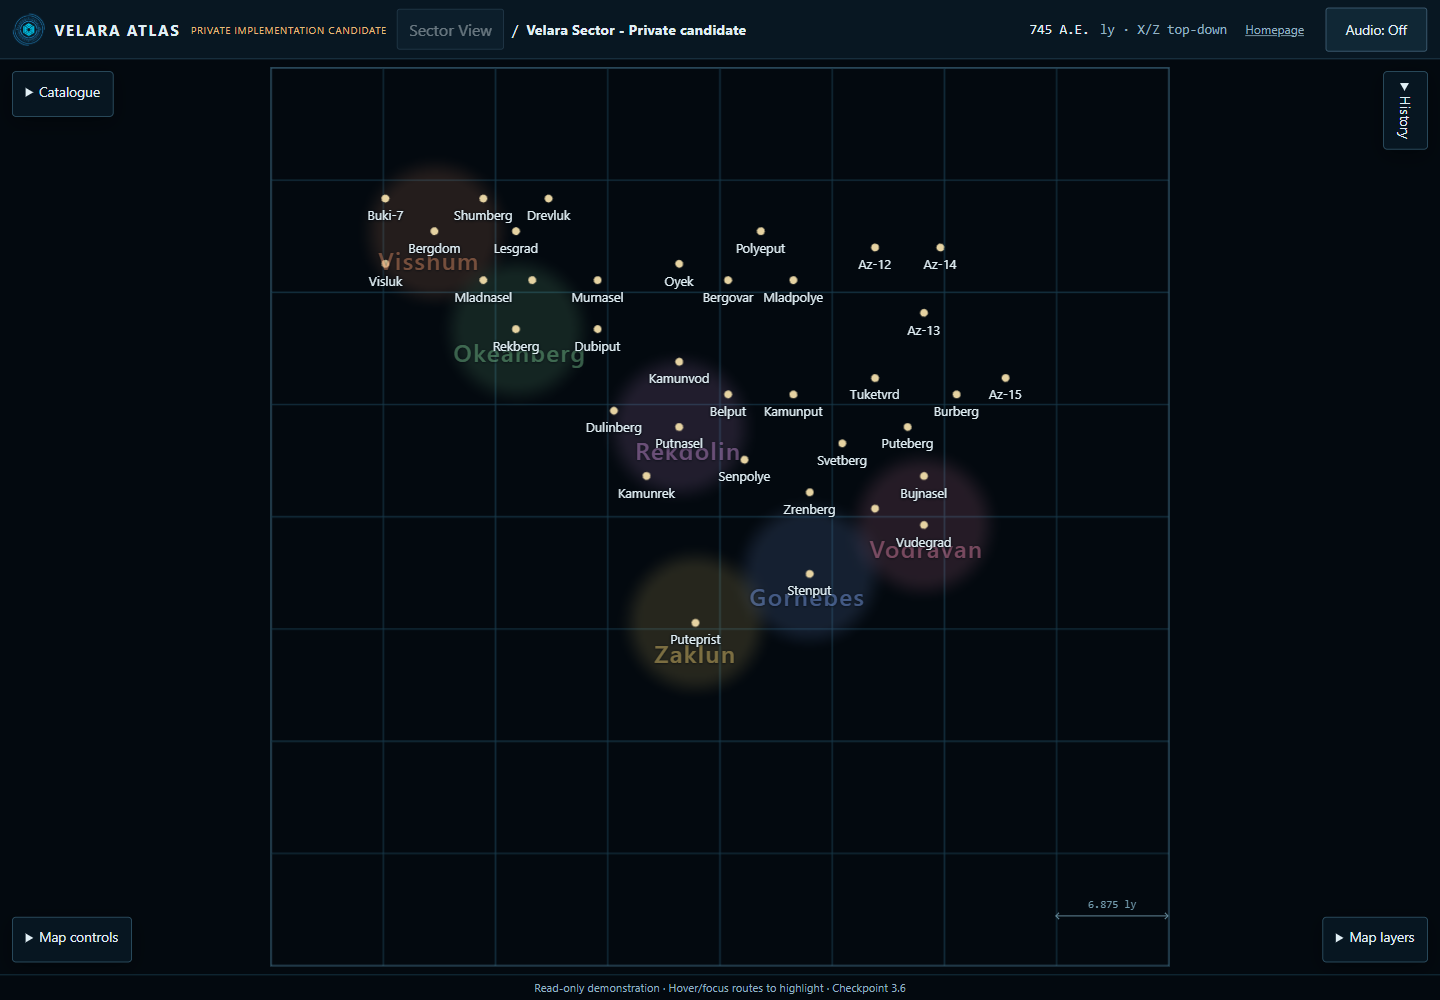 VELARA ATLAS PRIVATE IMPLEMENTATION CANDIDATE Sector View / Velara Sector - Private candidate 745 A.E. ly · X/Z top-down Homepage Audio: Off
▶ Catalogue
▶ History
Buki-7 Shumberg Drevluk
Bergdom Lesgrad Polyeput
Visshum
Az-12 Az-14
Visluk Oyek
Mladnasel Mumasel Bergovar Mladpolye
Az-13
Rekberg Dubiput
Okeanberg
Kamunvod
Tuketvrd Az-15
Belput Kamunput Burberg
Dulinberg
Putnasel Puteberg
Rekdolin
Svetberg
Senpolye
Kamunrek Bujnasel
Zrenberg
Vudegrad
Vodravan
Stenput
Gornebes
Puteprist
Zaklun
6.875 ly
▶ Map controls
▶ Map layers
Read-only demonstration · Hover/focus routes to highlight · Checkpoint 3.6